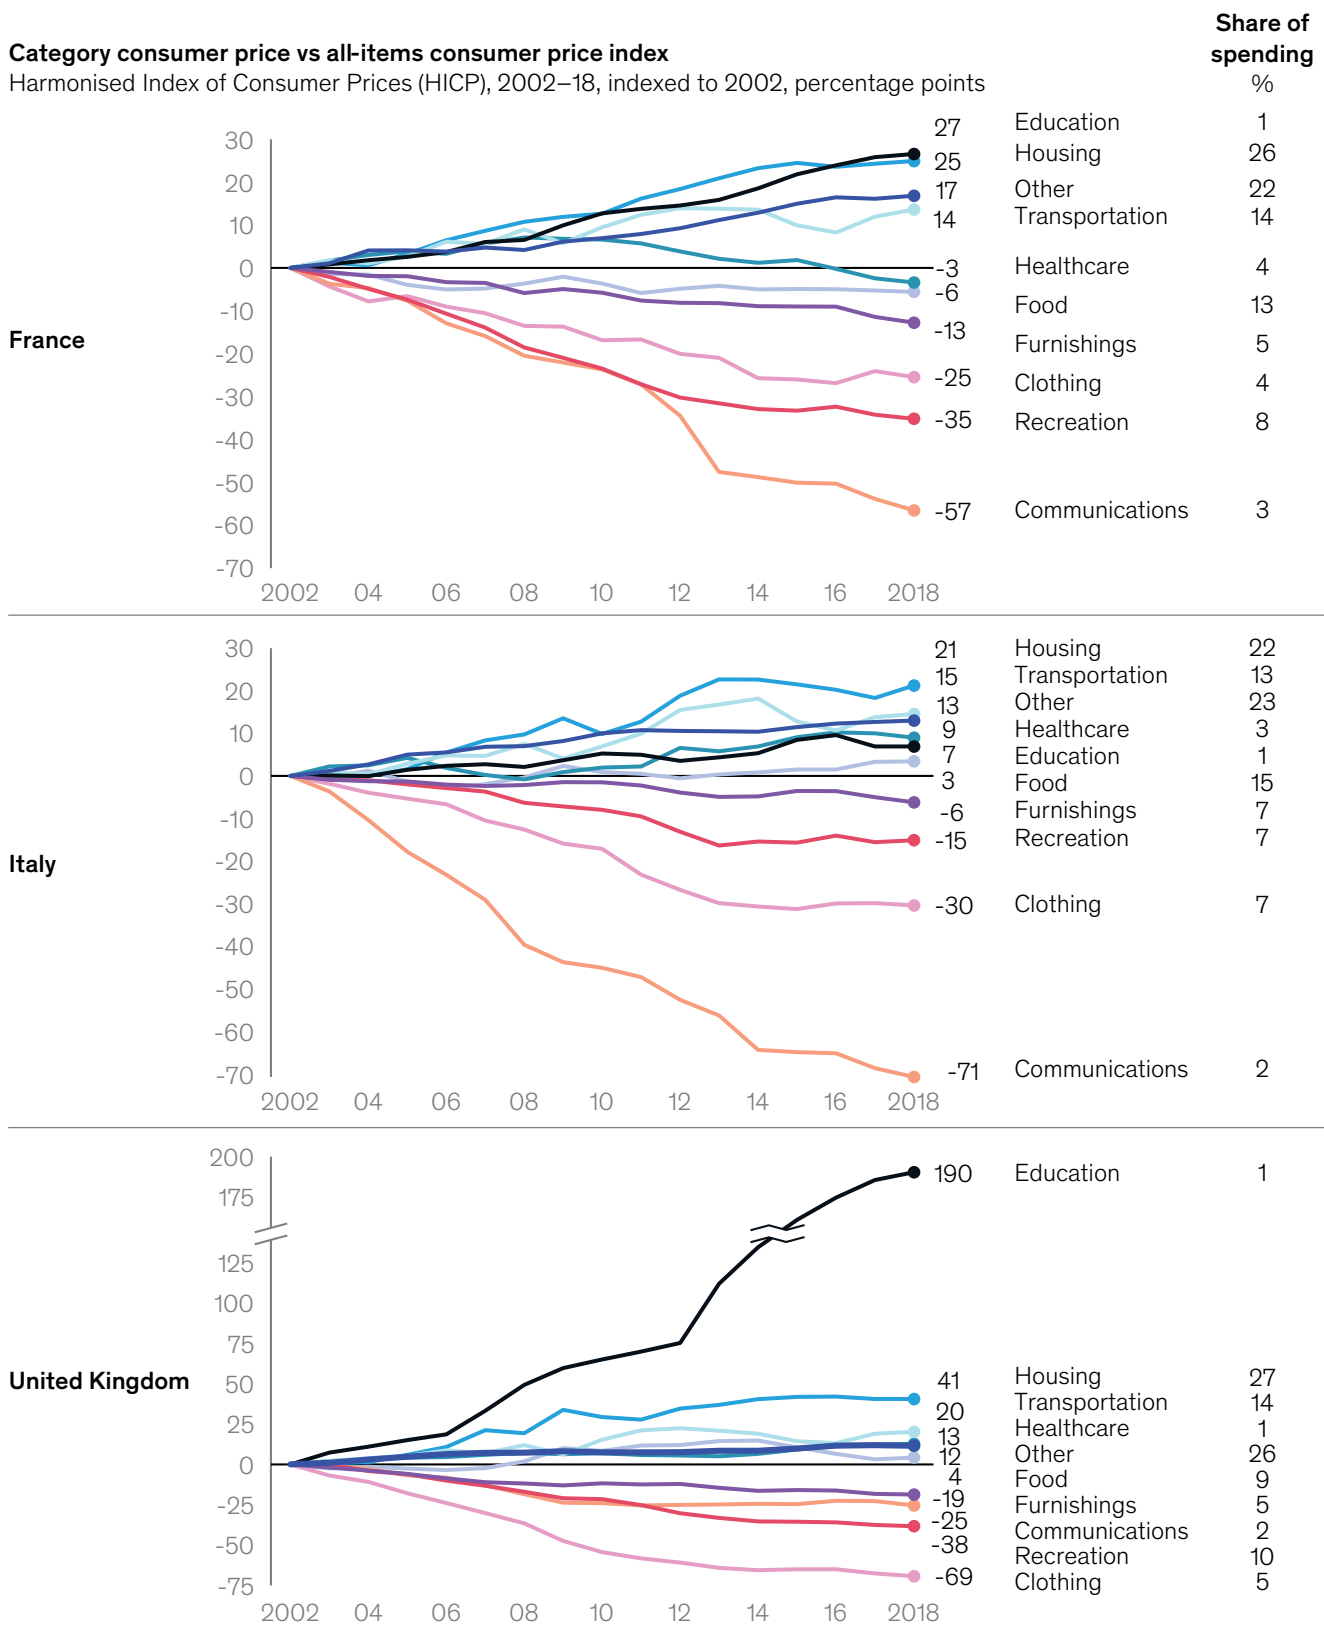 Share of
Category consumer price vs all-items consumer price index spending
Harmonised Index of Consumer Prices (HICP), 2002–18, indexed to 2002, percentage points %
France
30
20
10
0
-10
-20
-30
-40
-50
-60
-70
27 Education 1
25 Housing 26
17 Other 22
14 Transportation 14
-3 Healthcare 4
-6 Food 13
-13 Furnishings 5
-25 Clothing 4
-35 Recreation 8
-57 Communications 3
2002 04 06 08 10 12 14 16 2018
Italy
30
20
10
0
-10
-20
-30
-40
-50
-60
-70
21 Housing 22
15 Transportation 13
13 Other 23
9 Healthcare 3
7 Education 1
3 Food 15
-6 Furnishings 7
-15 Recreation 7
-30 Clothing 7
-71 Communications 2
2002 04 06 08 10 12 14 16 2018
United Kingdom
200
175
125
100
75
50
25
0
-25
-50
-75
190 Education 1
41 Housing 27
20 Transportation 14
13 Healthcare 1
12 Other 26
4 Food 9
-19 Furnishings 5
-25 Communications 2
-38 Recreation 10
-69 Clothing 5
2002 04 06 08 10 12 14 16 2018